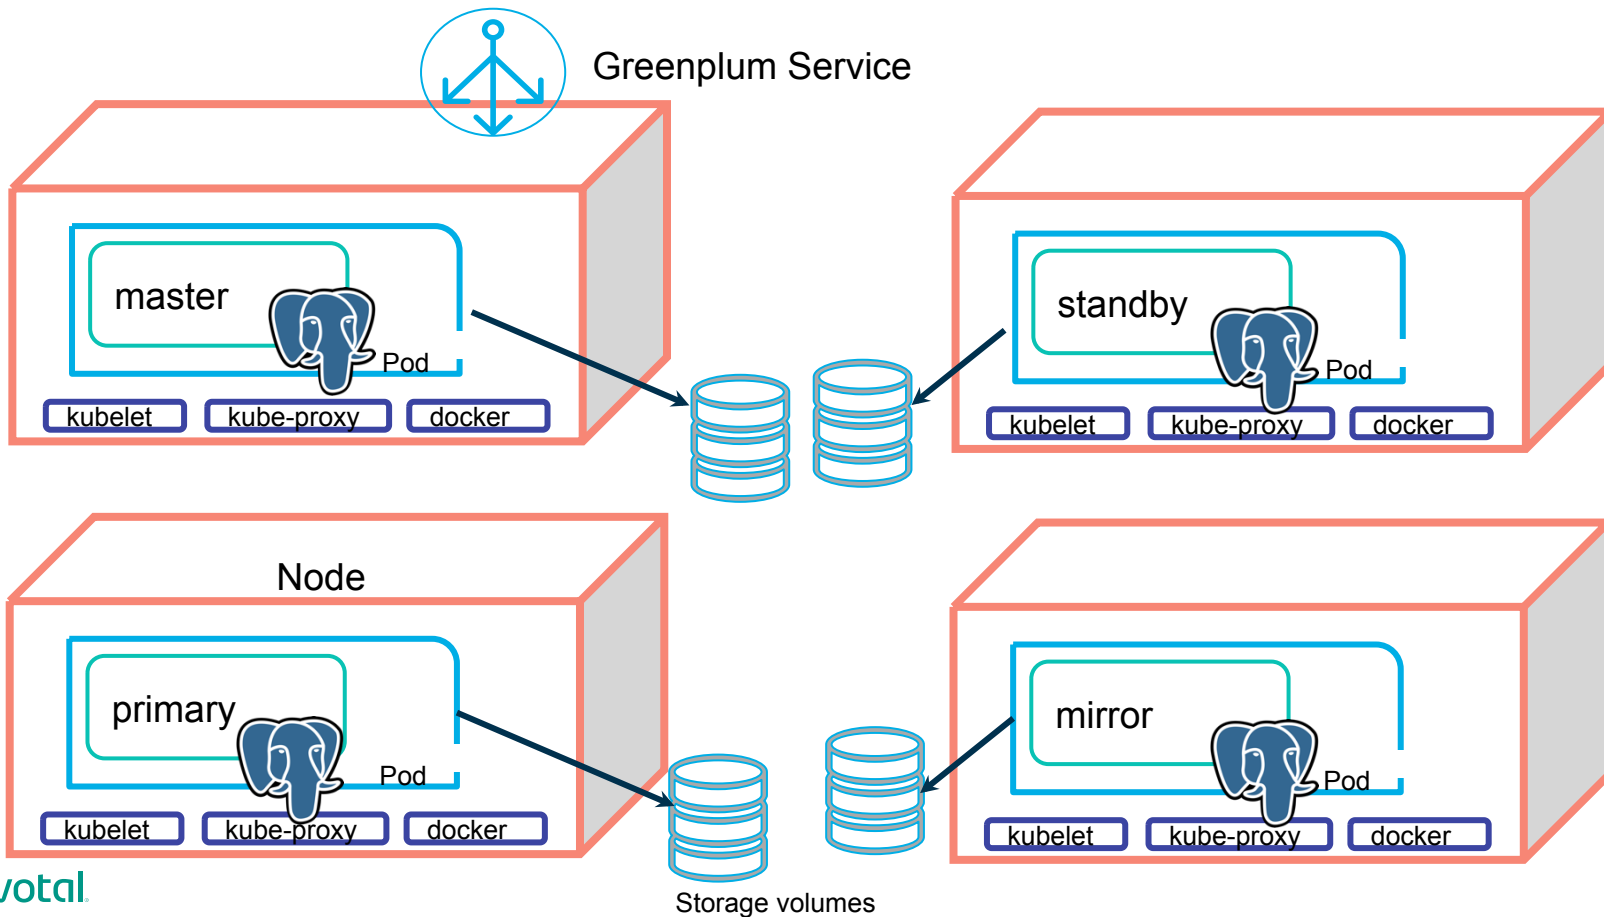 Greenplum Service
master
Pod
kubelet
kube-proxy
docker
standby
Pod
kubelet
kube-proxy
docker
Node
primary
Pod
kubelet
kube-proxy
docker
mirror
Pod
kubelet
kube-proxy
docker
Storage volumes
votal